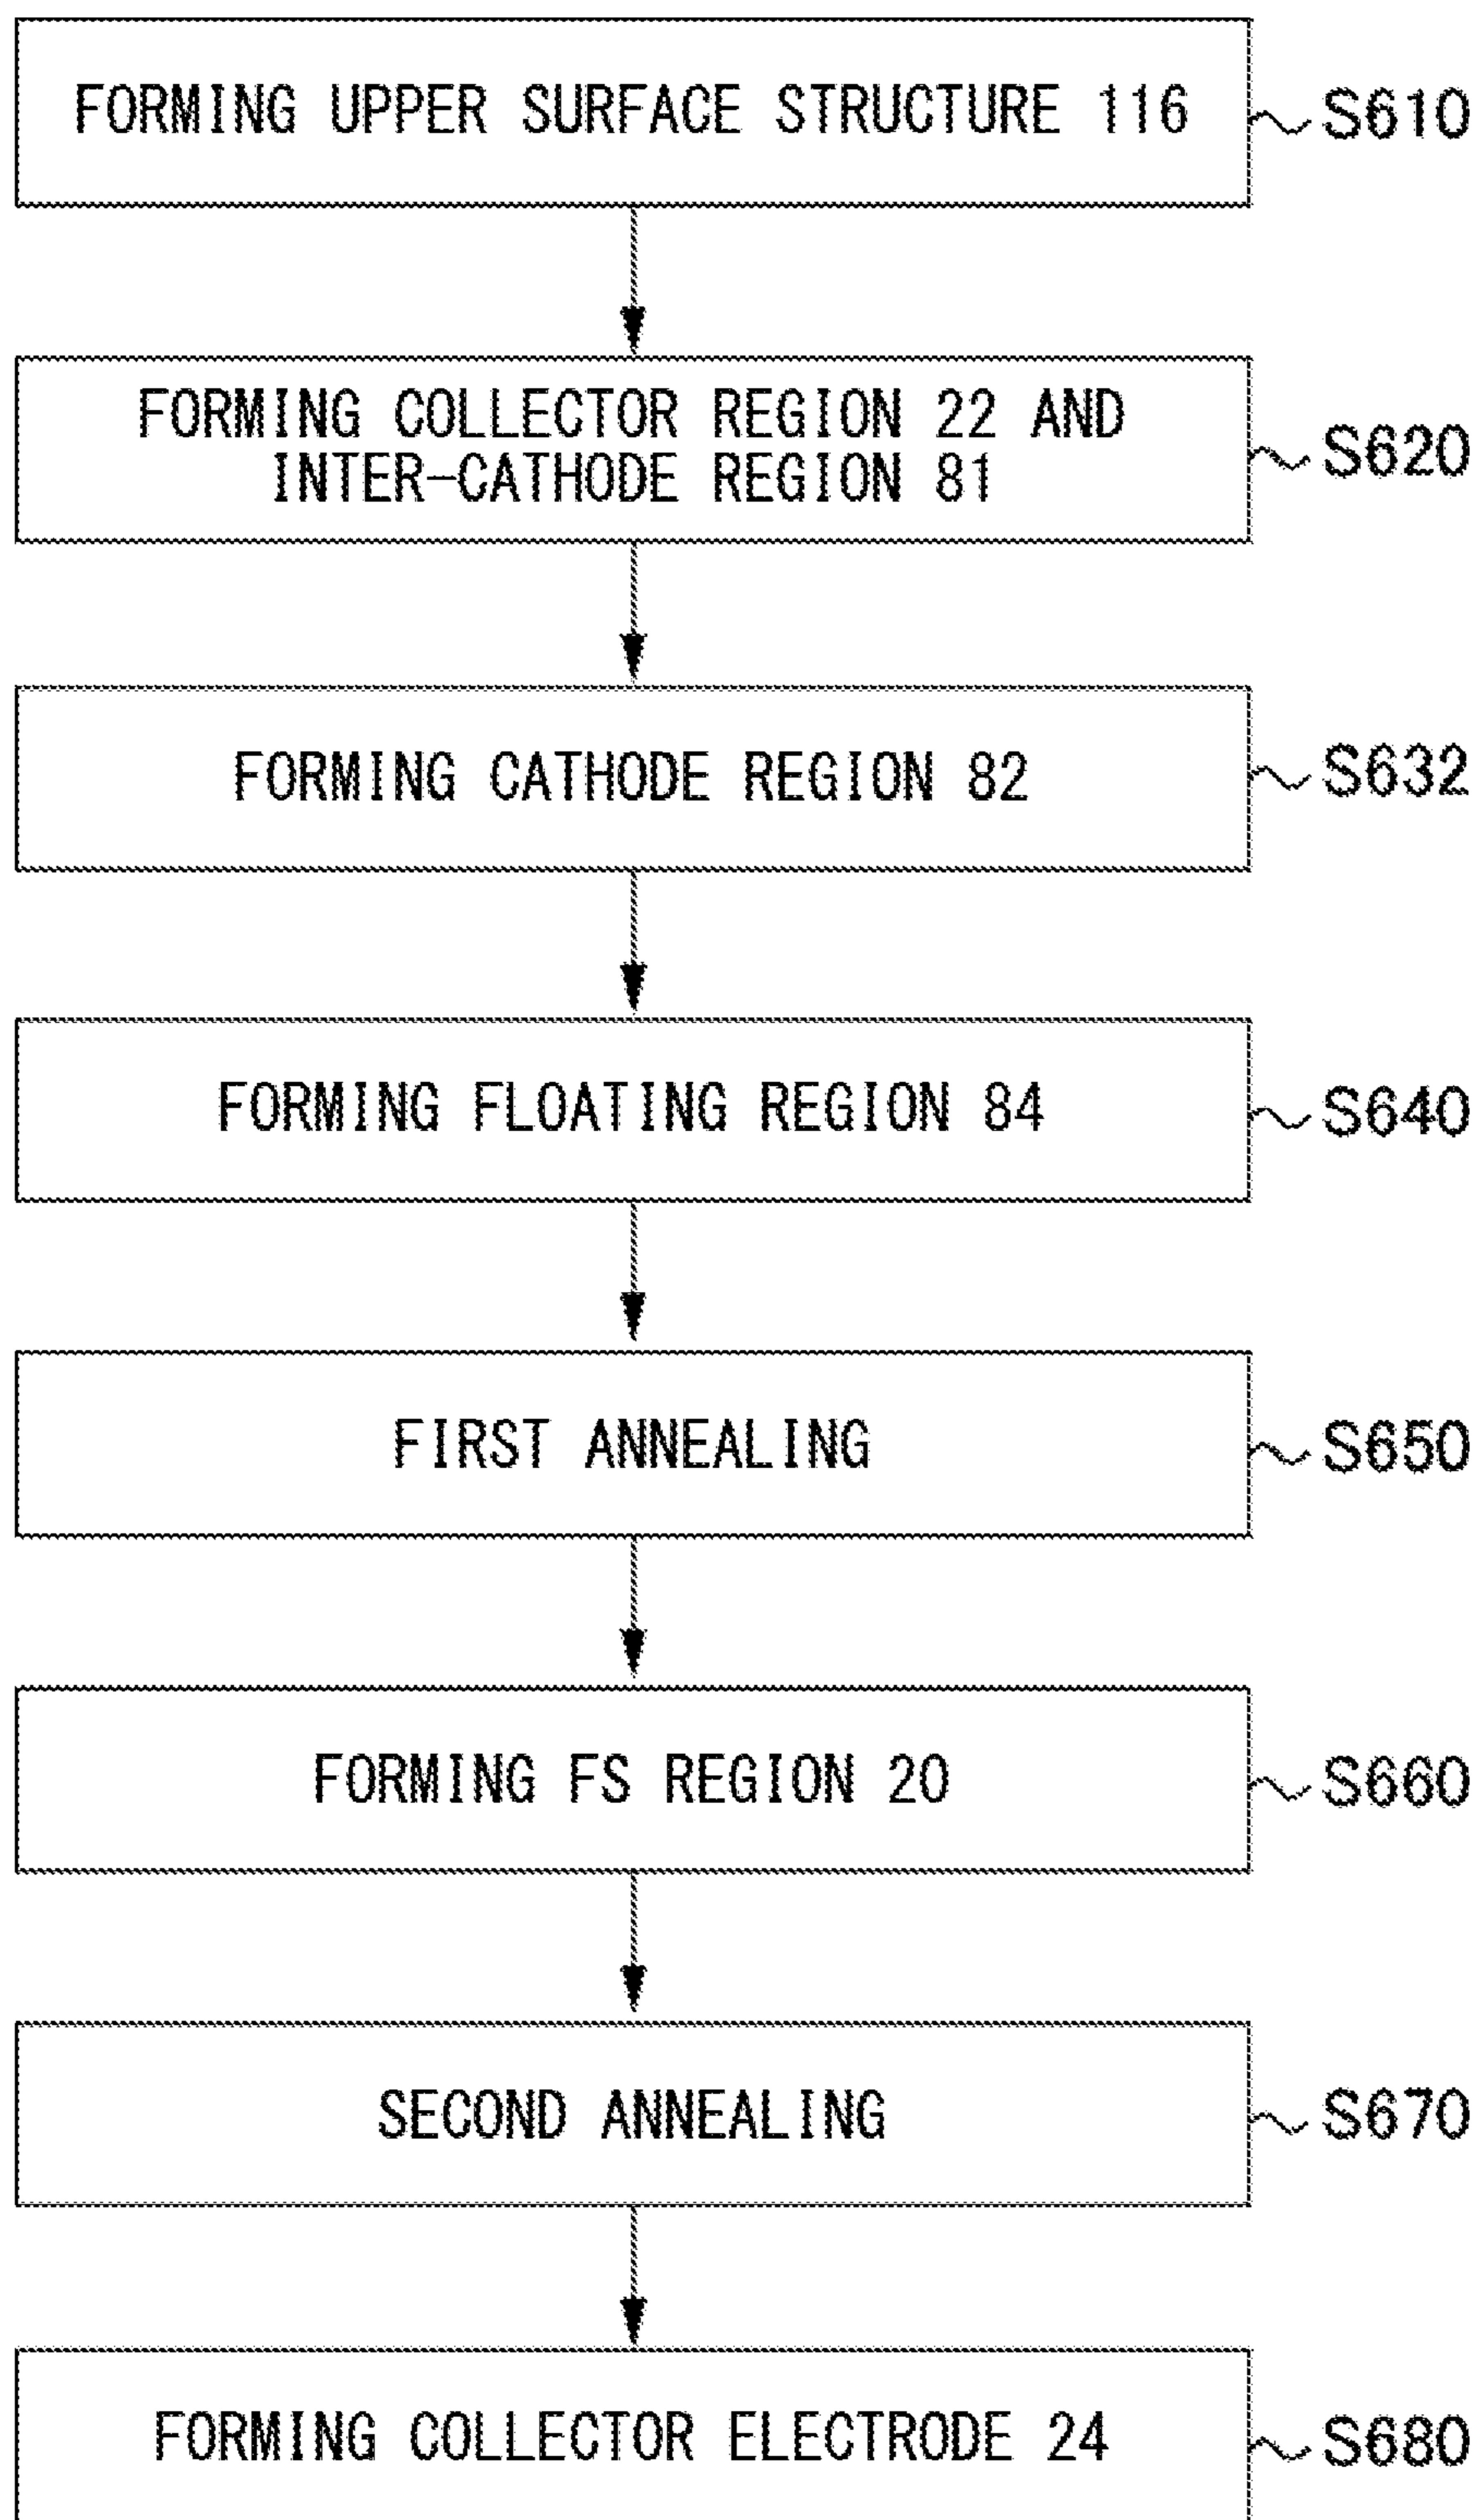 FORMING UPPER SURFACE STRUCTURE 116
S610
FORMING COLLECTOR REGION 22 AND
INTER-CATHODE REGION 81
S620
FORMING CATHODE REGION 82
S632
FORMING FLOATING REGION 84
S640
FIRST ANNEALING
S650
FORMING FS REGION 20
S660
SECOND ANNEALING
S670
FORMING COLLECTOR ELECTRODE 24
S680